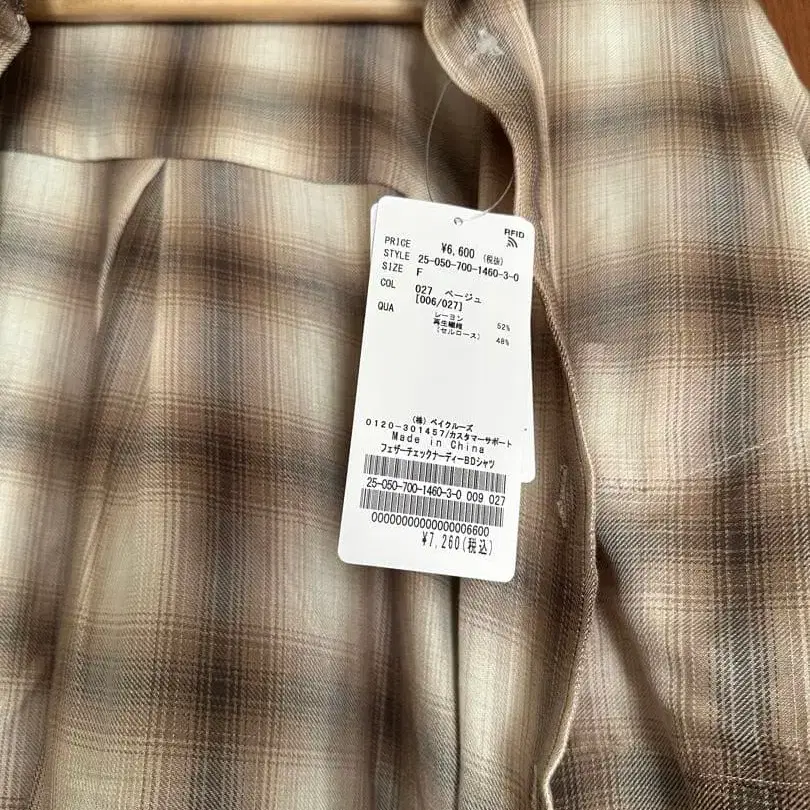 RFID
PRICE ¥6,600 (税抜)
STYLE 25-050-700-1460-3-0
SIZE F
COL 027 ベージュ
[006/027]
QUA レーヨン 52%
再生繊維
(セルロース) 48%
(株) ベイクルーズ
0120-301457/カスタマーサポート
Made in China
フェザーチェックナーディーBDシャツ
25-050-700-1460-3-0 009 027
0000000000000000006600
¥7,260(税込)